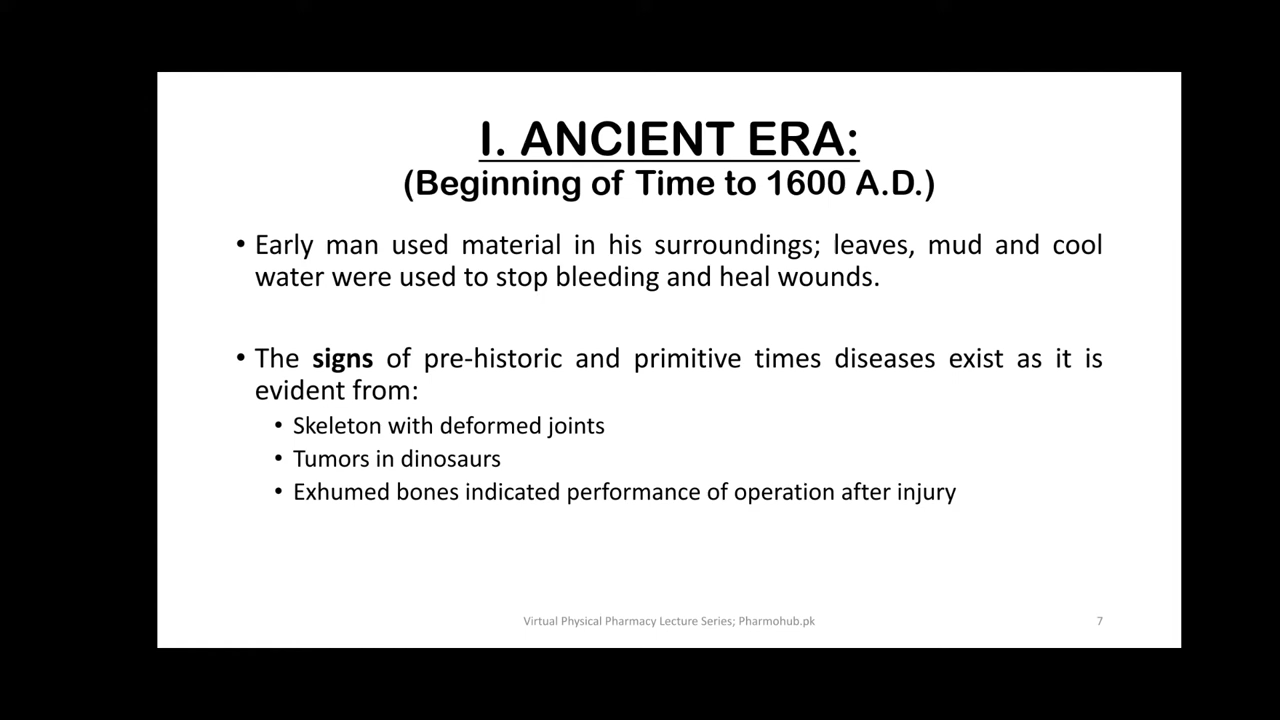 I. ANCIENT ERA:
(Beginning of Time to 1600 A.D.)
• Early man used material in his surroundings; leaves, mud and cool
water were used to stop bleeding and heal wounds.
• The signs of pre-historic and primitive times diseases exist as it is
evident from:
• Skeleton with deformed joints
• Tumors in dinosaurs
• Exhumed bones indicated performance of operation after injury
Virtual Physical Pharmacy Lecture Series; Pharmohub.pk
7